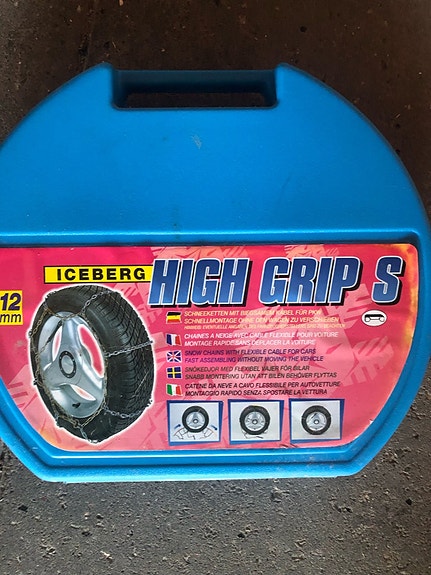 ICEBERG
HIGH GRIP S
12
mm
SCHNEEKETTEN MIT BIEGSAMEM KABEL FÜR PKW
SCHNELLMONTAGE OHNE DEN WAGEN ZU VERSCHIEBEN
CHAINES A NEIGE AVEC CABLE FLEXIBLE POUR VOITURE
MONTAGE RAPIDE SANS DEPLACER LA VOITURE
SNOW CHAINS WITH FLEXIBLE CABLE FOR CARS
FAST ASSEMBLING WITHOUT MOVING THE VEHICLE
SNÖKEDJOR MED FLEXIBEL VAJER FÖR BILAR
SNABB MONTERING UTAN ATT BILEN BEHÖVER FLYTTAS
CATENE DA NEVE A CAVO FLESSIBILE PER AUTOVETTURE
MONTAGGIO RAPIDO SENZA SPOSTARE LA VETTURA